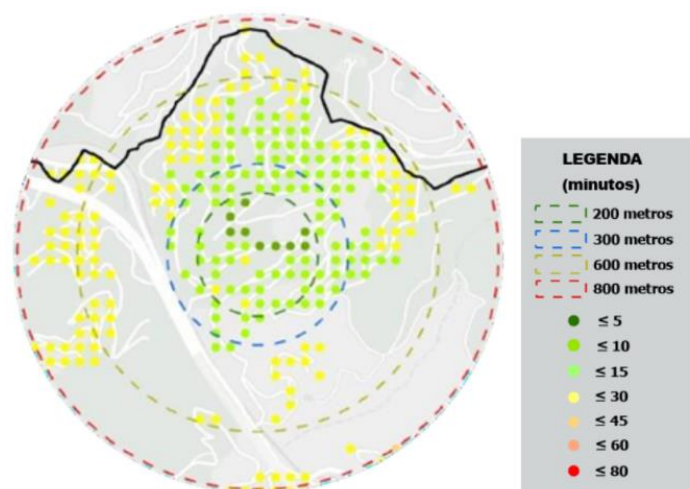 LEGENDA
(minutos)
200 metros
300 metros
600 metros
800 metros
≤ 5
≤ 10
≤ 15
≤ 30
≤ 45
≤ 60
≤ 80